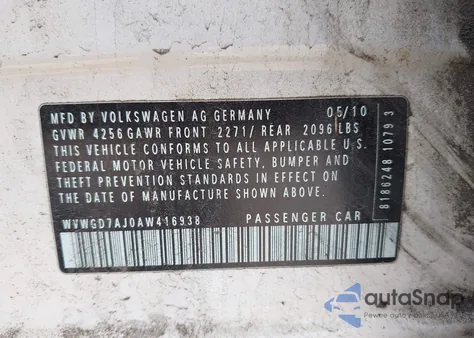 MFD BY VOLKSWAGEN AG GERMANY 05/10
GVWR 4256 GAWR FRONT 2271/ REAR 2096 LBS
THIS VEHICLE CONFORMS TO ALL APPLICABLE U.S.
FEDERAL MOTOR VEHICLE SAFETY, BUMPER AND
THEFT PREVENTION STANDARDS IN EFFECT ON THE
DATE OF MANUFACTURE SHOWN ABOVE.
WVWGD7AJ0AW416938 PASSENGER CAR
8186248 1079 3
autoSnap